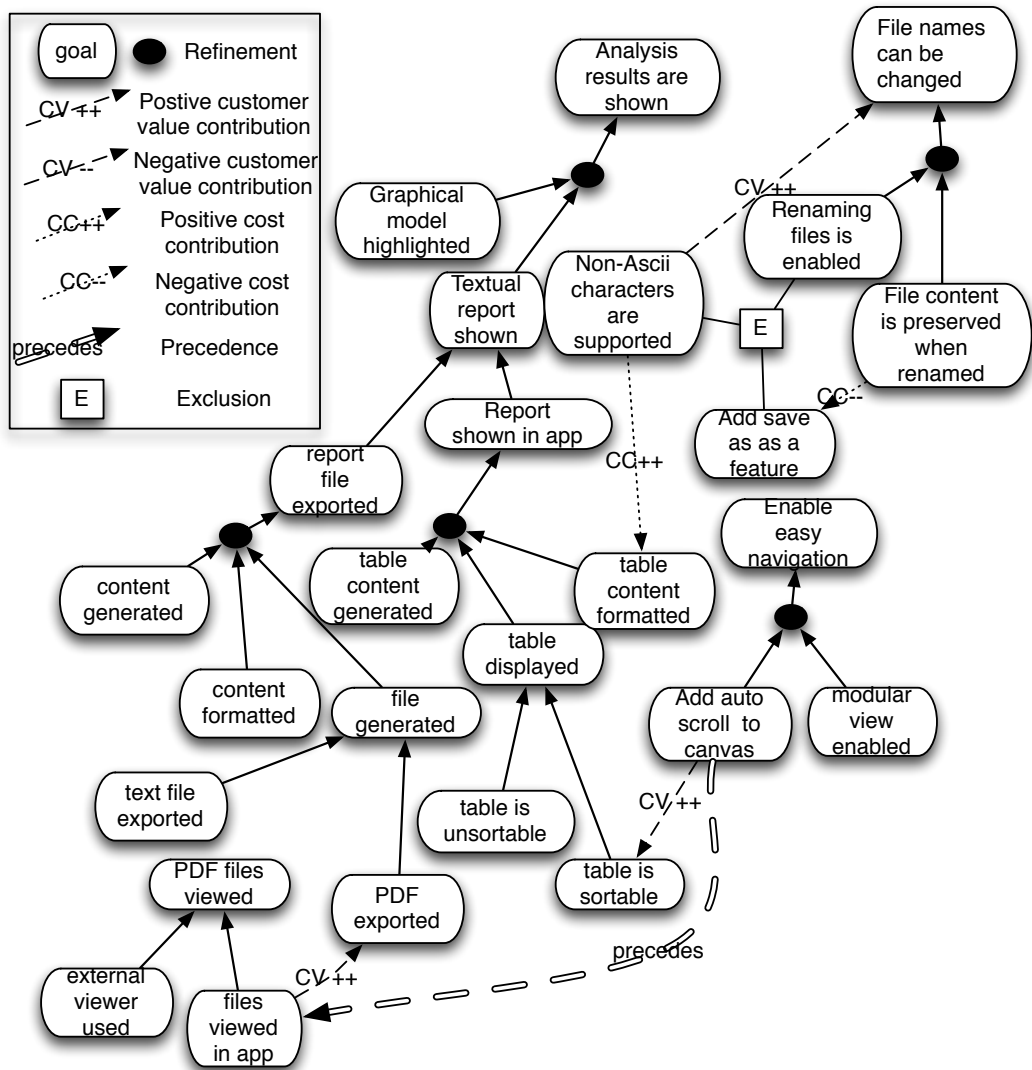 goal
Refinement
CV ++
Postive customer
value contribution
CV --
Negative customer
value contribution
CC++
Positive cost
contribution
CC--
Negative cost
contribution
precedes
Precedence
E
Exclusion
Analysis
results are
shown
File names
can be
changed
Graphical
model
highlighted
CV ++
Renaming
files is
enabled
Textual
report
shown
Non-Ascii
characters
are
supported
E
File content
is preserved
when
renamed
CC--
Report
shown in app
Add save
as as a
feature
report
file
exported
CC++
Enable
easy
navigation
content
generated
table
content
generated
table
content
formatted
table
displayed
content
formatted
file
generated
Add auto
scroll to
canvas
modular
view
enabled
text file
exported
table is
unsortable
CV ++
table is
sortable
PDF files
viewed
PDF
exported
precedes
external
viewer
used
CV ++
files
viewed
in app